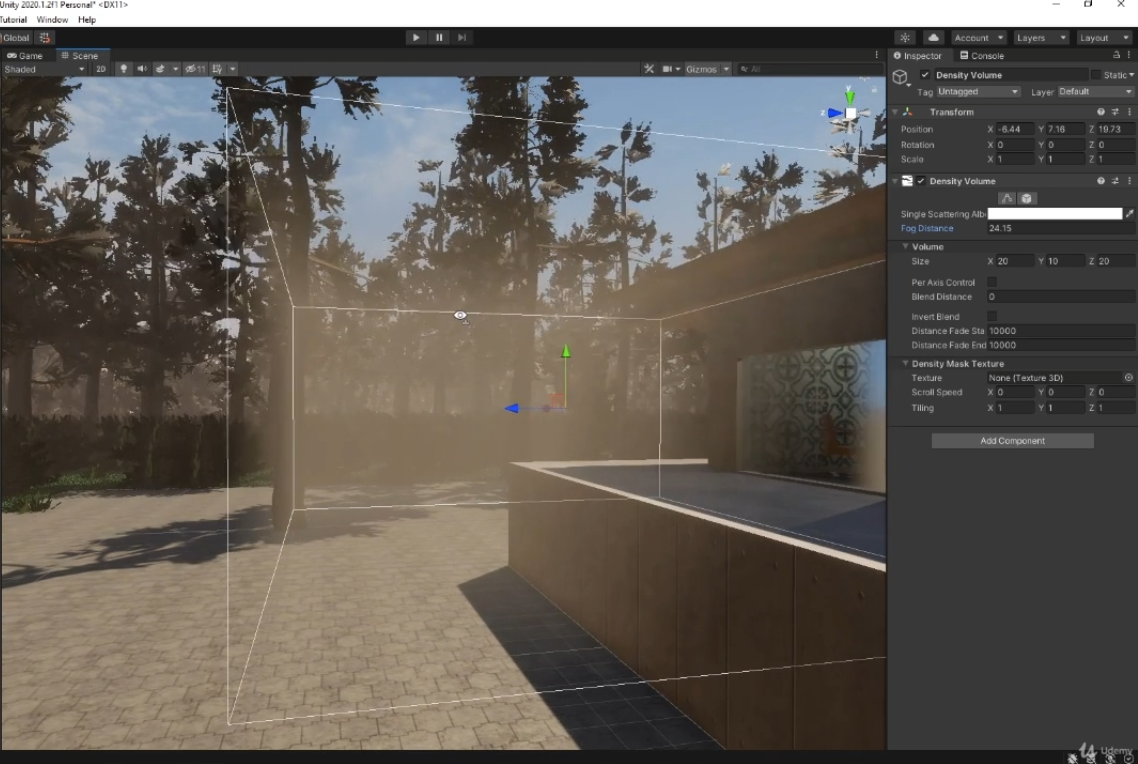 Unity 2020.1.2f1 Personal* <DX11>
Tutorial Window Help
Global
Account Layers Layout
Game Scene Inspector Console
Shaded 2D 11 Gizmos All
Density Volume Static
Tag Untagged Layer Default
Transform
Position X -6.44 Y 7.16 Z 19.73
Rotation X 0 Y 0 Z 0
Scale X 1 Y 1 Z 1
Density Volume
Single Scattering Alb
Fog Distance 24.15
Volume
Size X 20 Y 10 Z 20
Per Axis Control
Blend Distance 0
Invert Blend
Distance Fade Sta 10000
Distance Fade End 10000
Density Mask Texture
Texture None (Texture 3D)
Scroll Speed X 0 Y 0 Z 0
Tiling X 1 Y 1 Z 1
Add Component
Udemy